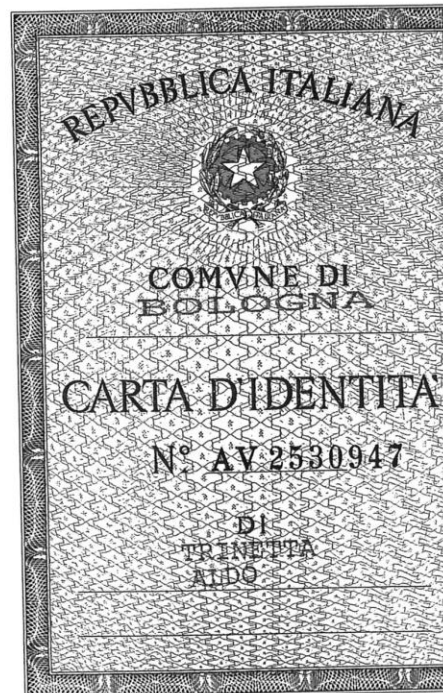 REPVBBLICA ITALIANA
COMVNE DI
BOLOGNA
CARTA D'IDENTITA'
N° AV 2530947
DI
TRINETTA
ALDO